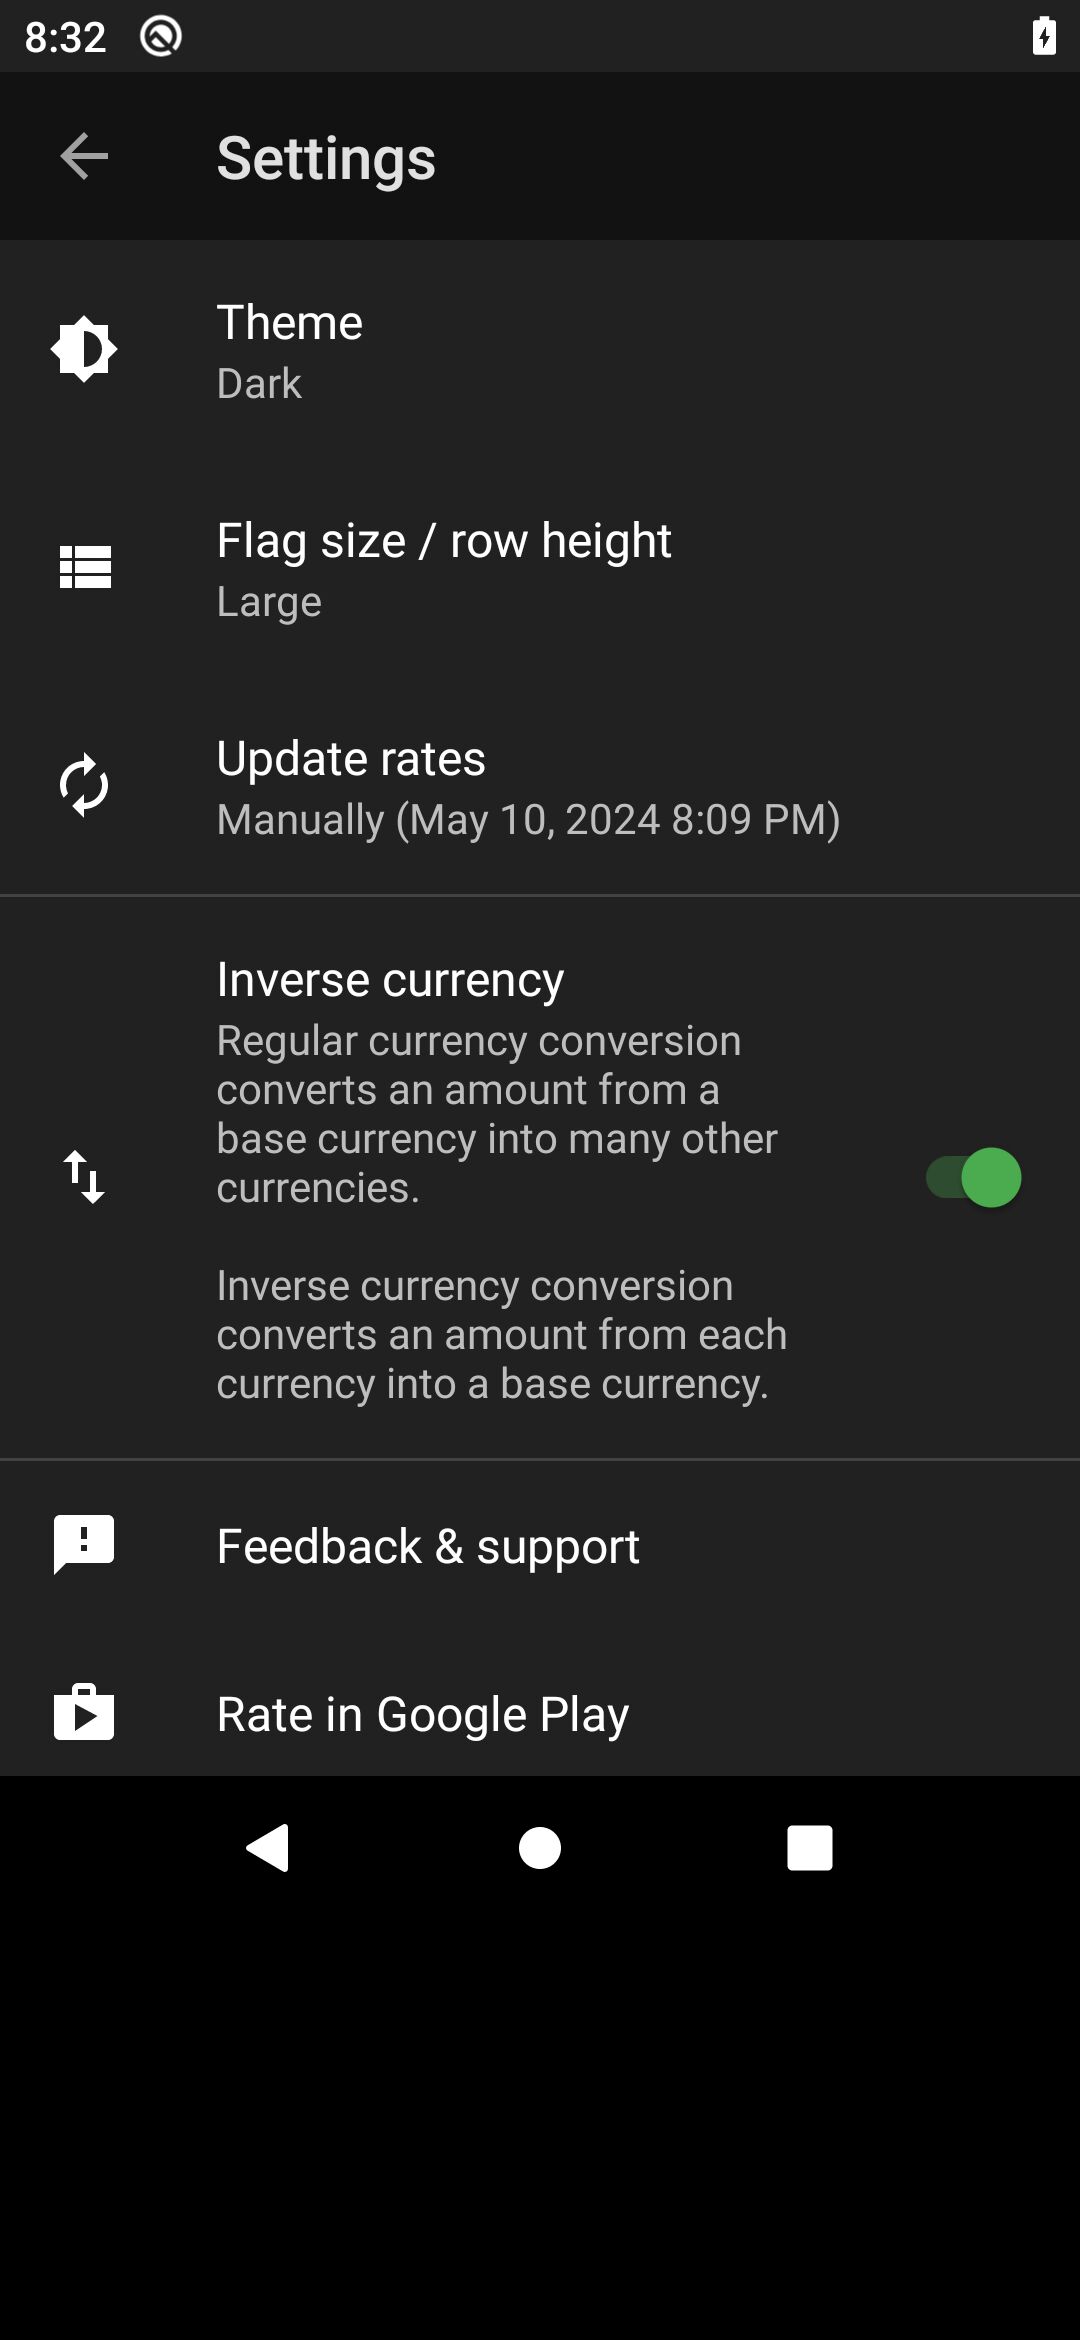 8:32
Settings
Theme
Dark
Flag size / row height
Large
Update rates
Manually (May 10, 2024 8:09 PM)
Inverse currency
Regular currency conversion
converts an amount from a
base currency into many other
currencies.
Inverse currency conversion
converts an amount from each
currency into a base currency.
Feedback & support
Rate in Google Play